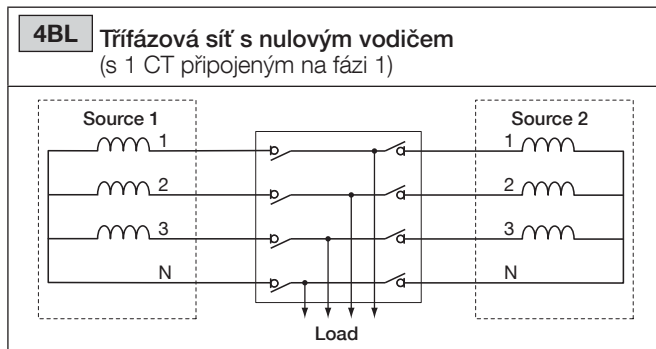 4BL Třífázová síť s nulovým vodičem
(s 1 CT připojeným na fázi 1)
Source 1 Source 2
1 1
2 2
3 3
N N
Load